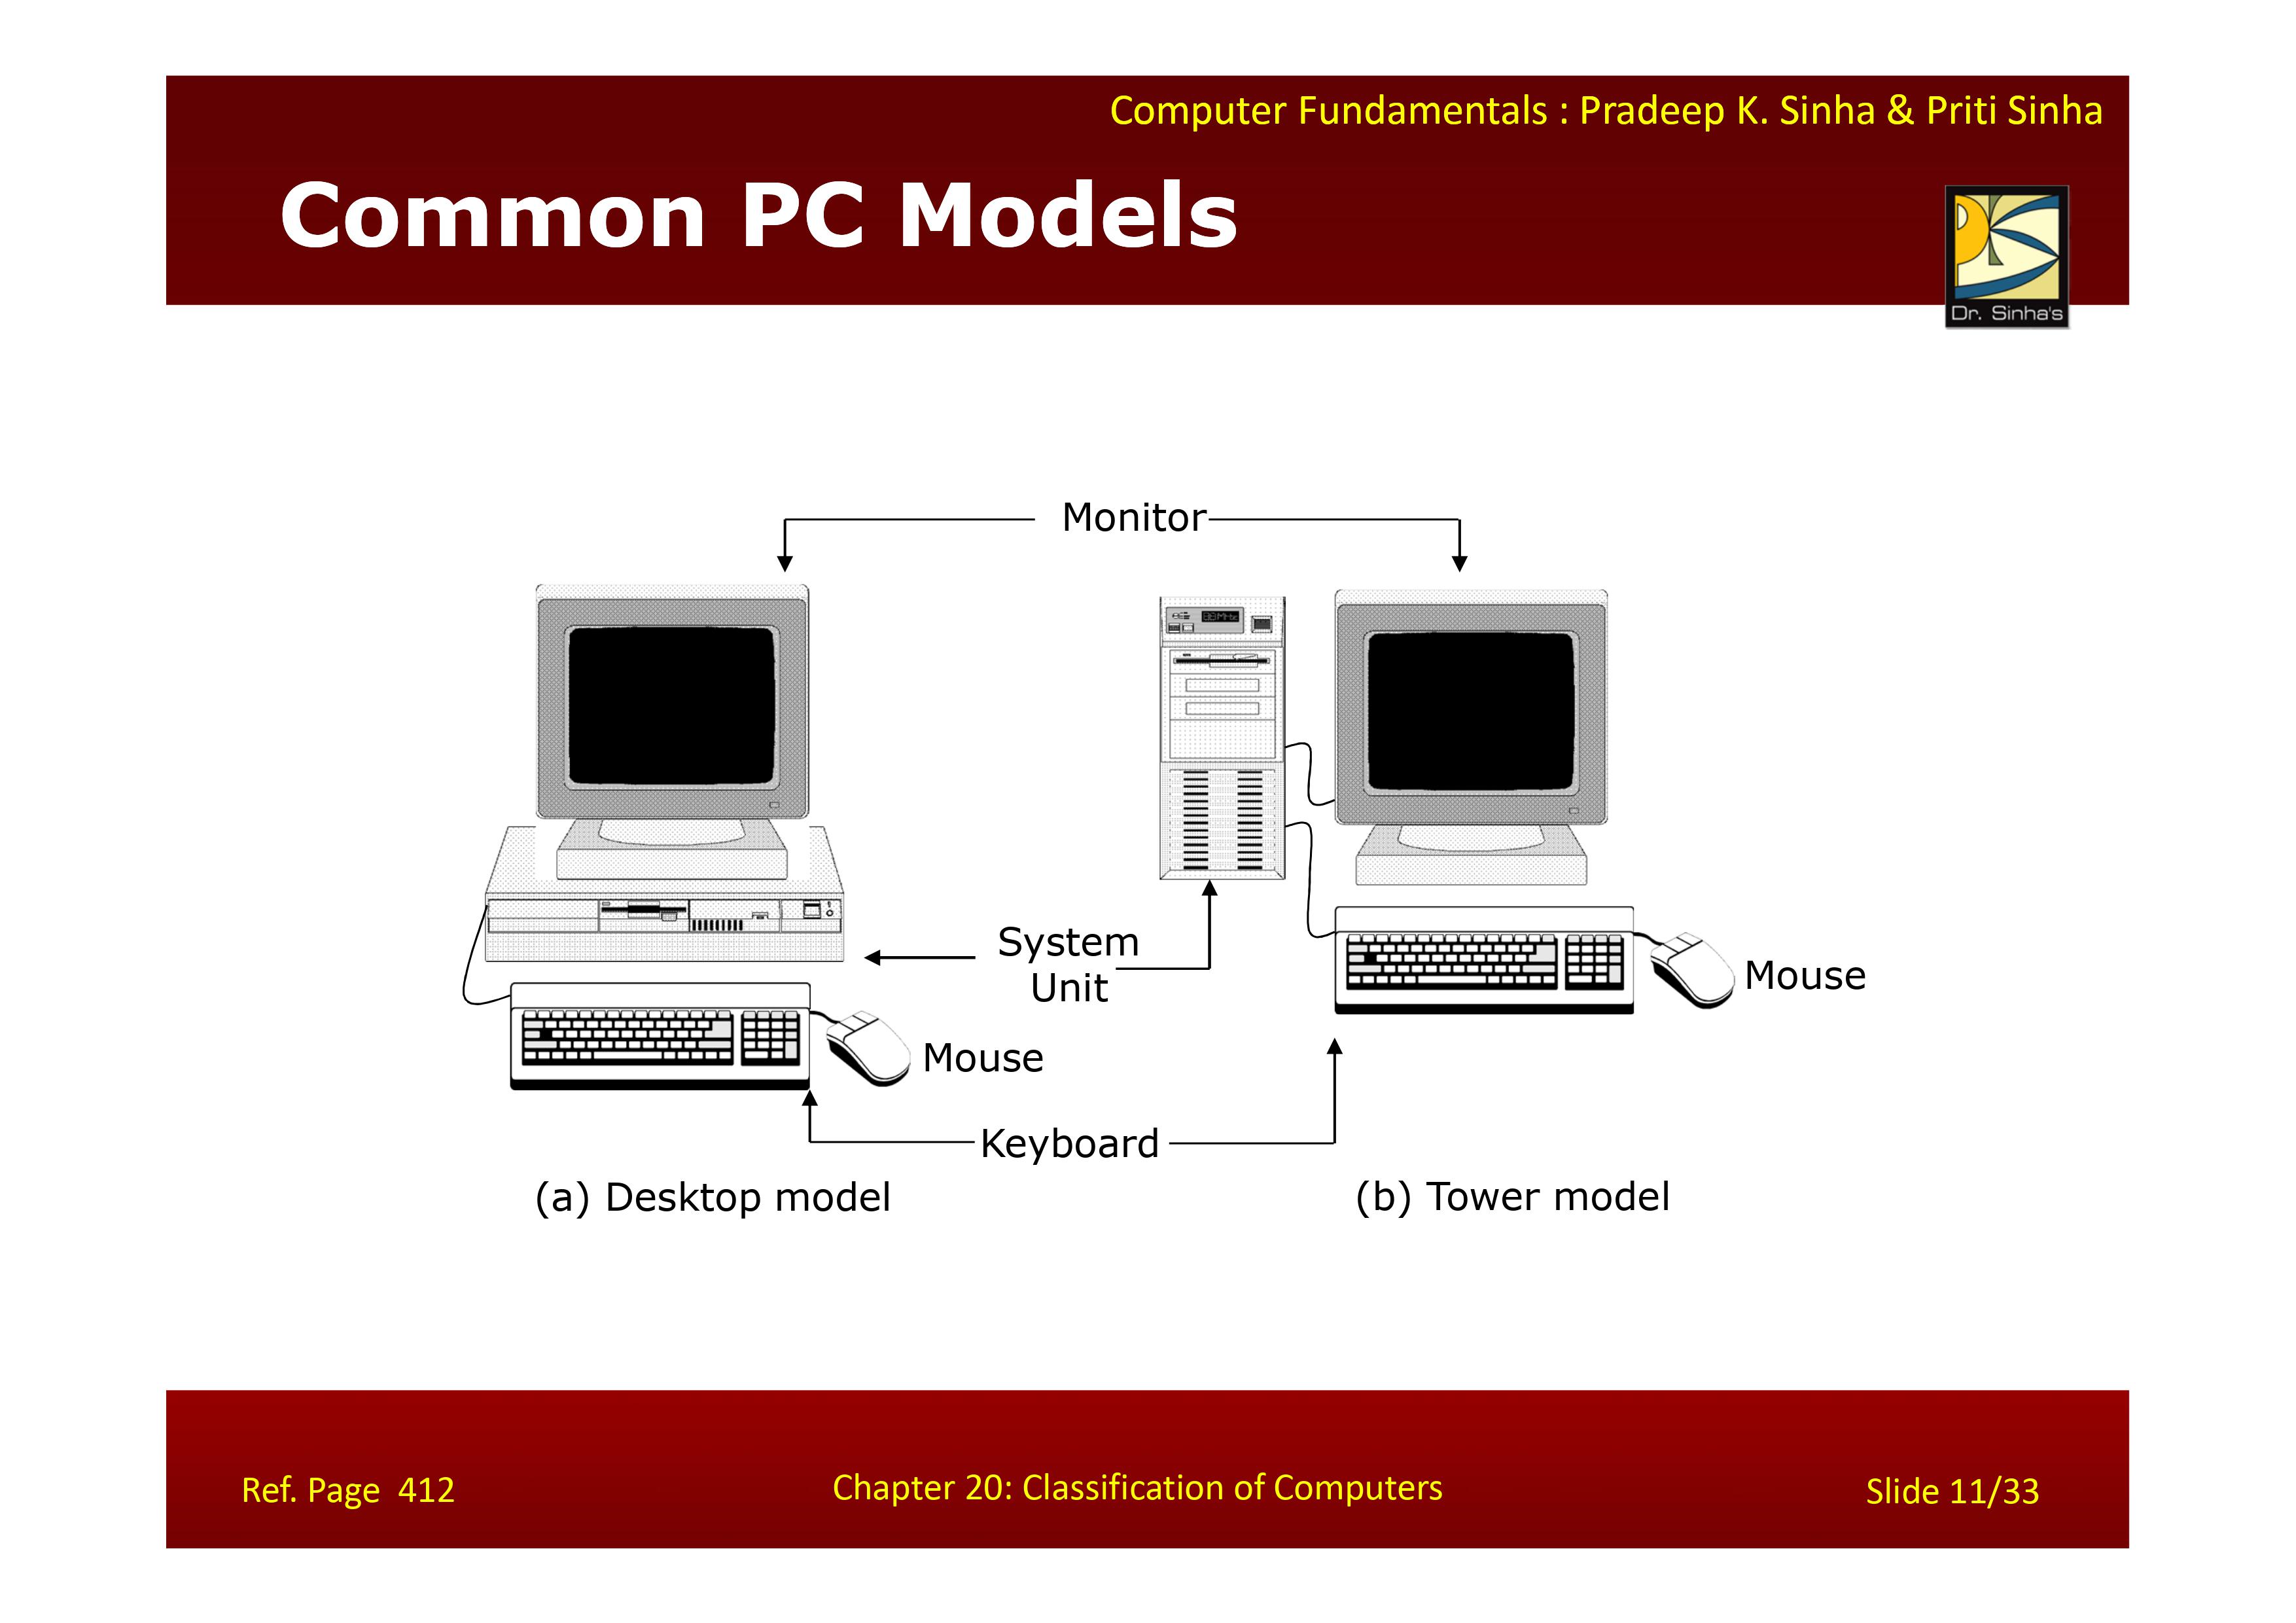 Computer Fundamentals : Pradeep K. Sinha & Priti Sinha
Common PC Models
Dr. Sinha's
Monitor
System
Unit
Mouse
Mouse
Keyboard
(a) Desktop model
(b) Tower model
Ref. Page 412
Chapter 20: Classification of Computers
Slide 11/33